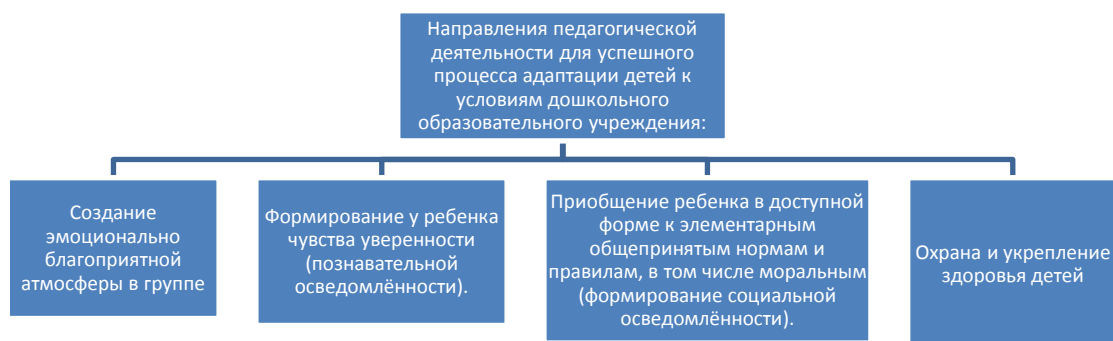 Направления педагогической
деятельности для успешного
процесса адаптации детей к
условиям дошкольного
образовательного учреждения:
Создание
эмоционально
благоприятной
атмосферы в группе
Формирование у ребенка
чувства уверенности
(познавательной
осведомлённости).
Приобщение ребенка в доступной
форме к элементарным
общепринятым нормам и
правилам, в том числе моральным
(формирование социальной
осведомлённости).
Охрана и укрепление
здоровья детей